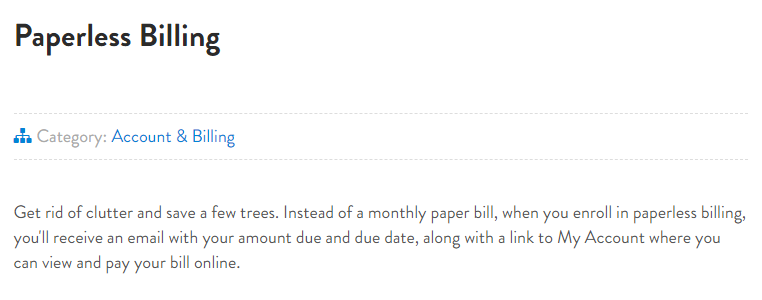 Paperless Billing
Category: Account & Billing
Get rid of clutter and save a few trees. Instead of a monthly paper bill, when you enroll in paperless billing,
you'll receive an email with your amount due and due date, along with a link to My Account where you
can view and pay your bill online.